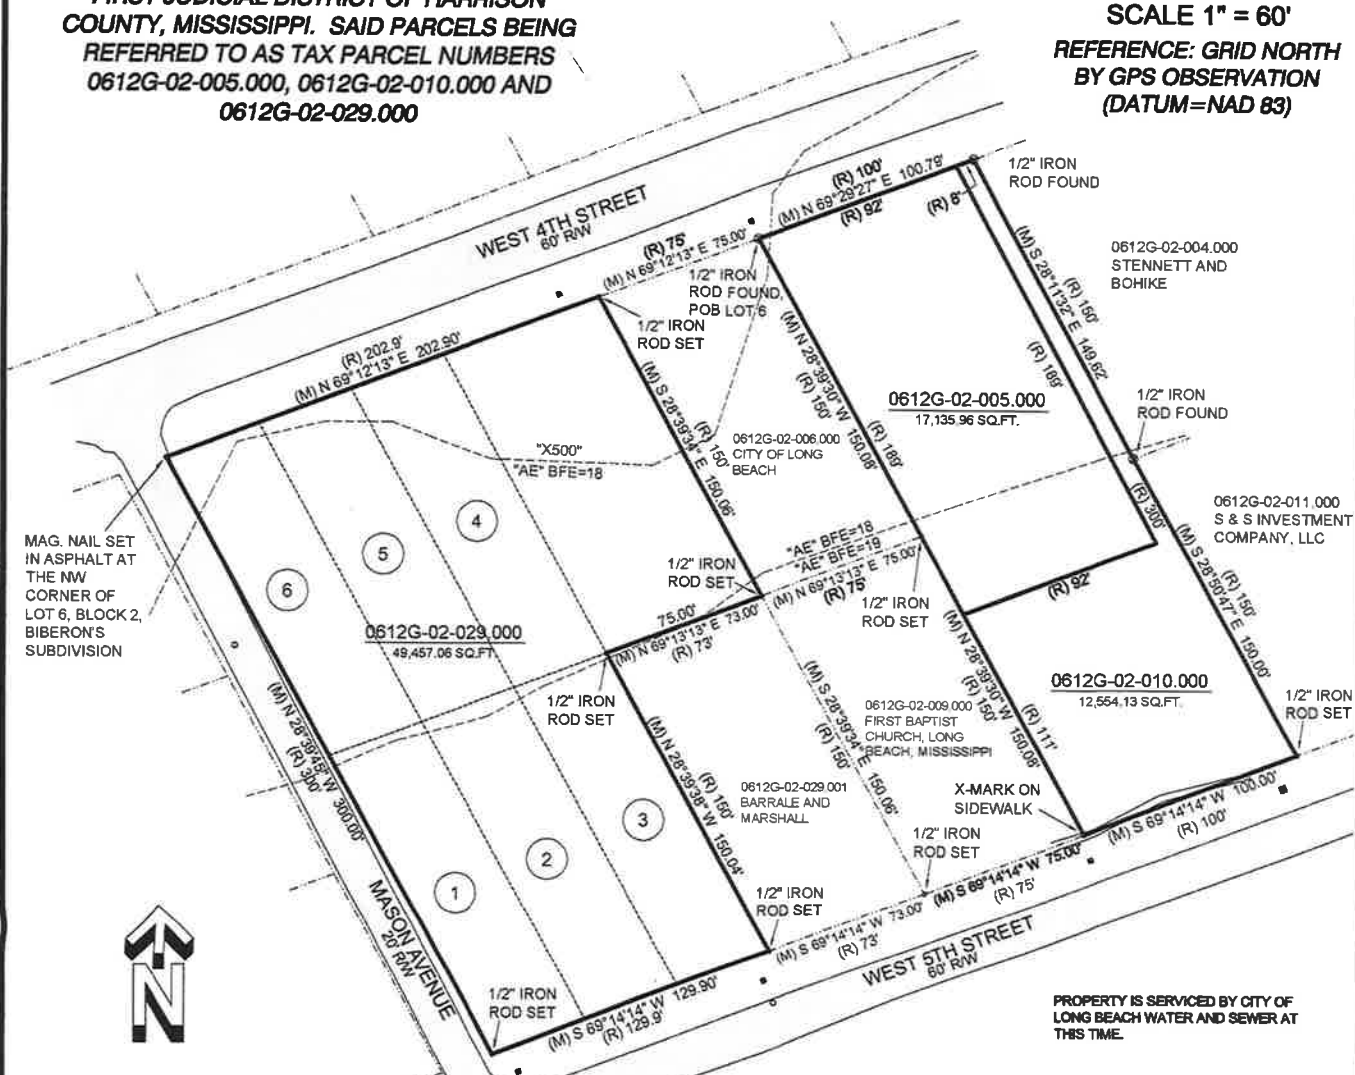 FIRST JUDICIAL DISTRICT OF HARRISON
COUNTY, MISSISSIPPI. SAID PARCELS BEING
REFERRED TO AS TAX PARCEL NUMBERS
0612G-02-005.000, 0612G-02-010.000 AND
0612G-02-029.000
SCALE 1" = 60'
REFERENCE: GRID NORTH
BY GPS OBSERVATION
(DATUM=NAD 83)
WEST 4TH STREET
60' R/W
(R) 100'
(M) N 69°29'27" E 100.79'
(R) 92'
(R) 8'
1/2" IRON
ROD FOUND
(R) 75'
(M) N 69°12'13" E 75.00'
1/2" IRON
ROD FOUND,
POB LOT 6
1/2" IRON
ROD SET
(M) S 28°11'32" E 149.62'
(R) 150'
0612G-02-004.000
STENNETT AND
BOHIKE
(R) 202.9'
(M) N 69°12'13" E 202.90'
(M) N 28°39'30" W 150.08'
(R) 150'
(R) 189'
(R) 189'
0612G-02-005.000
17,135.96 SQ.FT.
1/2" IRON
ROD FOUND
(M) S 28°39'34" E 150.06'
(R) 150'
0612G-02-006.000
CITY OF LONG
BEACH
"X500"
"AE" BFE=18
4
5
6
MAG. NAIL SET
IN ASPHALT AT
THE NW
CORNER OF
LOT 6, BLOCK 2,
BIBERON'S
SUBDIVISION
(R) 300'
0612G-02-011.000
S & S INVESTMENT
COMPANY, LLC
(M) S 28°50'47" E 150.00'
(R) 150'
"AE" BFE=18
"AE" BFE=19
(M) N 69°13'13" E 75.00'
(R) 75'
1/2" IRON
ROD SET
1/2" IRON
ROD SET
(R) 92'
75.00'
(M) N 69°13'13" E 73.00'
(R) 73'
0612G-02-029.000
49,457.06 SQ.FT.
1/2" IRON
ROD SET
(M) N 28°39'45" W 300.00'
(R) 300'
(M) N 28°39'38" W 150.04'
(R) 150'
(M) S 28°39'34" E 150.06'
(R) 150'
0612G-02-009.000
FIRST BAPTIST
CHURCH, LONG
BEACH, MISSISSIPPI
(M) N 28°39'30" W 150.08'
(R) 150'
(R) 111'
0612G-02-010.000
12,554.13 SQ.FT.
1/2" IRON
ROD SET
0612G-02-029.001
BARRALE AND
MARSHALL
X-MARK ON
SIDEWALK
(M) S 69°14'14" W 100.00'
(R) 100'
3
2
1
1/2" IRON
ROD SET
(M) S 69°14'14" W 75.00'
(R) 75'
1/2" IRON
ROD SET
(M) S 69°14'14" W 73.00'
(R) 73'
MASON AVENUE
20' R/W
WEST 5TH STREET
60' R/W
1/2" IRON
ROD SET
(M) S 69°14'14" W 129.90'
(R) 129.9'
N
PROPERTY IS SERVICED BY CITY OF
LONG BEACH WATER AND SEWER AT
THIS TIME.